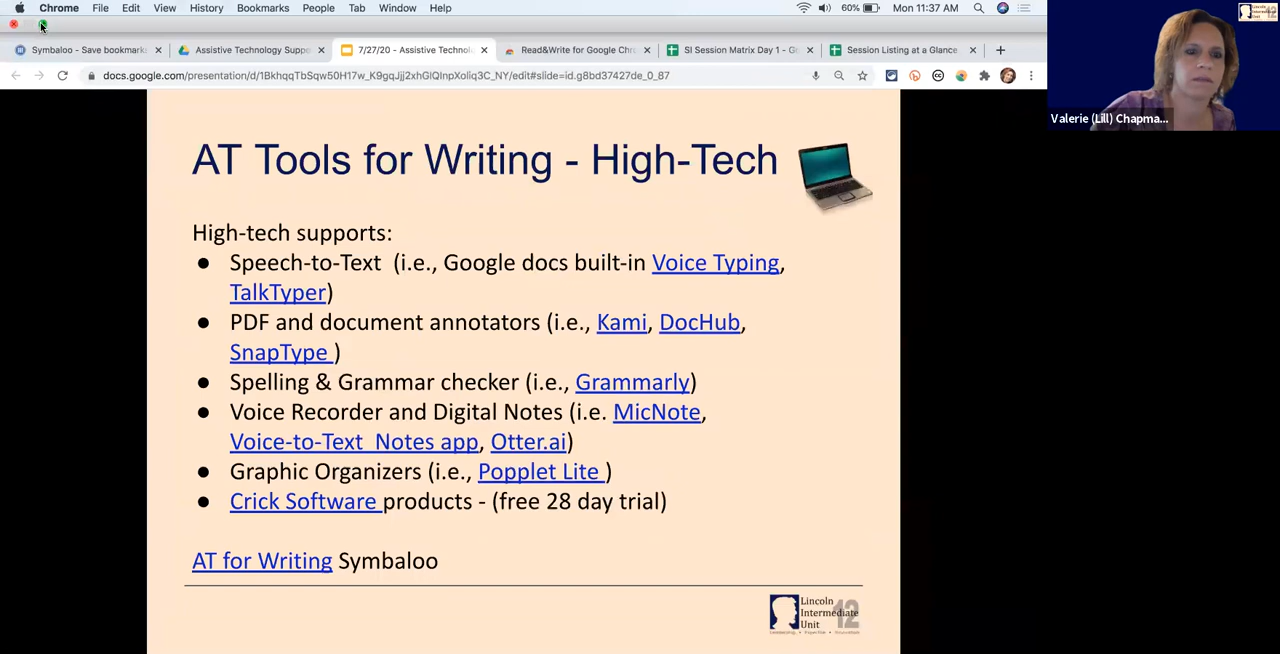 Chrome File Edit View History Bookmarks People Tab Window Help 60% Mon 11:37 AM
Symbaloo - Save bookmark Assistive Technology Suppo 7/27/20 - Assistive Technol Read&Write for Google Chr SI Session Matrix Day 1 - G Session Listing at a Glance
docs.google.com/presentation/d/1BkhqqTbSqw50H17w_K9gqJjj2xhGlQInpXoliq3C_NY/edit#slide=id.g8bd37427de_0_87
Valerie (Lill) Chapma...
AT Tools for Writing - High-Tech
High-tech supports:
● Speech-to-Text (i.e., Google docs built-in Voice Typing,
TalkTyper)
● PDF and document annotators (i.e., Kami, DocHub,
SnapType )
● Spelling & Grammar checker (i.e., Grammarly)
● Voice Recorder and Digital Notes (i.e. MicNote,
Voice-to-Text Notes app, Otter.ai)
● Graphic Organizers (i.e., Popplet Lite )
● Crick Software products - (free 28 day trial)
AT for Writing Symbaloo
Lincoln
Intermediate
Unit 12